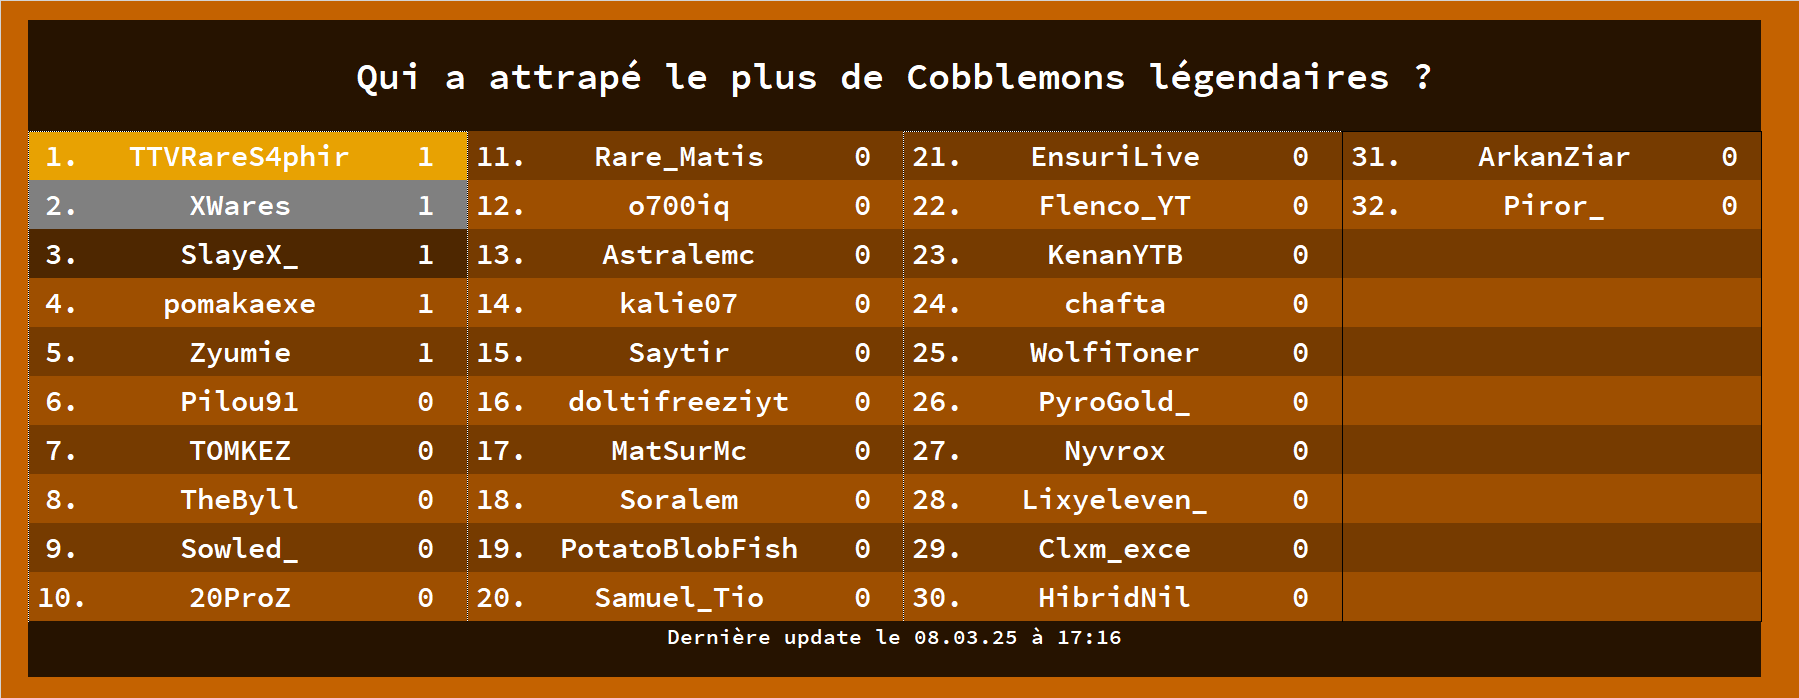 Qui a attrapé le plus de Cobblemons légendaires ?
1. TTVRareS4phir 1
2. XWares 1
3. SlayeX_ 1
4. pomakaexe 1
5. Zyumie 1
6. Pilou91 0
7. TOMKEZ 0
8. TheByll 0
9. Sowled_ 0
10. 20ProZ 0
11. Rare_Matis 0
12. o700iq 0
13. Astralemc 0
14. kalie07 0
15. Saytir 0
16. doltifreeziyt 0
17. MatSurMc 0
18. Soralem 0
19. PotatoBlobFish 0
20. Samuel_Tio 0
21. EnsuriLive 0
22. Flenco_YT 0
23. KenanYTB 0
24. chafta 0
25. WolfiToner 0
26. PyroGold_ 0
27. Nyvrox 0
28. Lixyeleven_ 0
29. Clxm_exce 0
30. HibridNil 0
31. ArkanZiar 0
32. Piror_ 0
Dernière update le 08.03.25 à 17:16